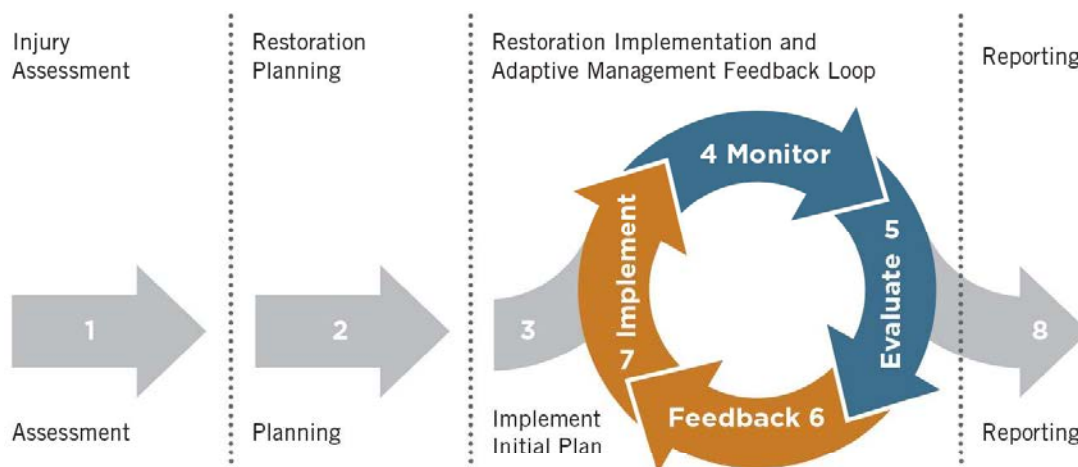 Injury
Assessment
Restoration
Planning
Restoration Implementation and
Adaptive Management Feedback Loop
Reporting
1
2
3
4 Monitor
5
Evaluate
Feedback 6
7 Implement
8
Assessment
Planning
Implement
Initial Plan
Reporting